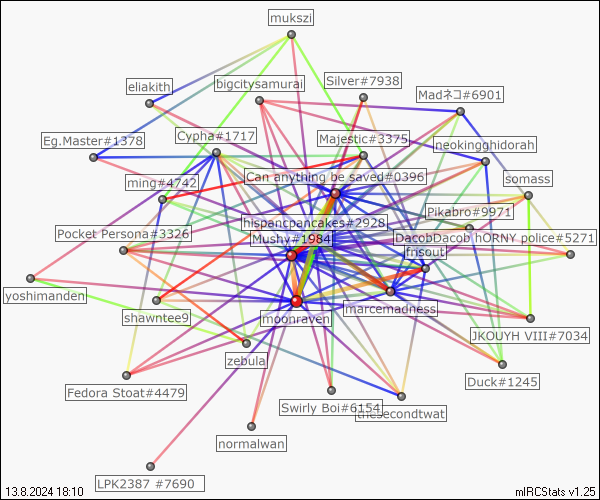 mukszi
Silver#7938
bigcitysamurai
eliakith
Madネコ#6901
Cypha#1717
Majestic#3375
Eg.Master#1378
neokingghidorah
Can anything be saved#0396
ming#4742
somass
Pikabro#9971
hispancpancakes#2928
Pocket Persona#3326
Mushy#1984
DacobDacob hORNY police#5271
frisout
yoshimanden
shawntee9
moonraven
marcemadness
JKOUYH VIII#7034
zebula
Duck#1245
Fedora Stoat#4479
Swirly Boi#6154
thesecondtwat
normalwan
LPK2387 #7690
13.8.2024 18:10
mIRCStats v1.25